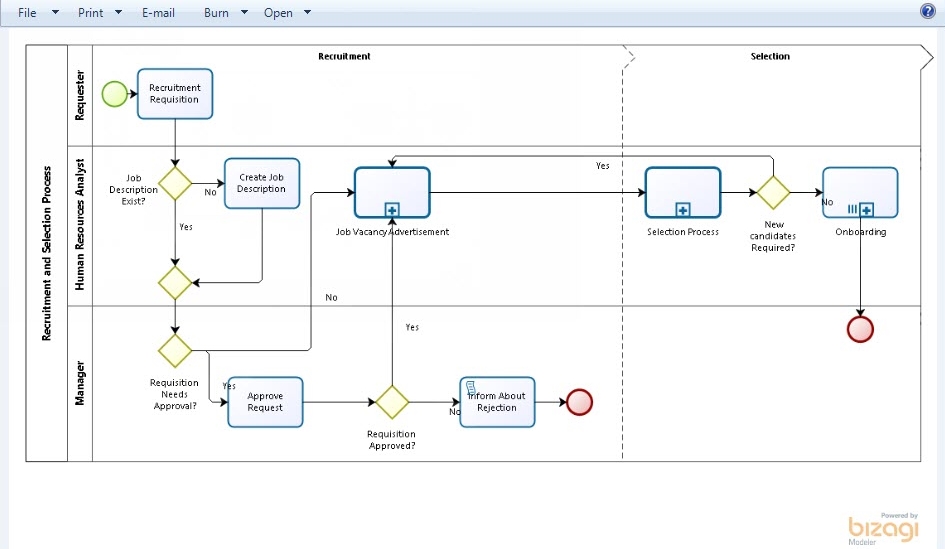 File Print E-mail Burn Open ?
Recruitment Selection
Recruitment and Selection Process
Requester
Recruitment
Requisition
Human Resources Analyst
Job
Description
Exist?
No
Create Job
Description
Yes
Job Vacancy Advertisement
Yes
Selection Process
New
candidates
Required?
No
Onboarding
Manager
No
Requisition
Needs
Approval?
Yes
Approve
Request
Yes
Requisition
Approved?
No
Inform About
Rejection
Powered by
bizagi
Modeler